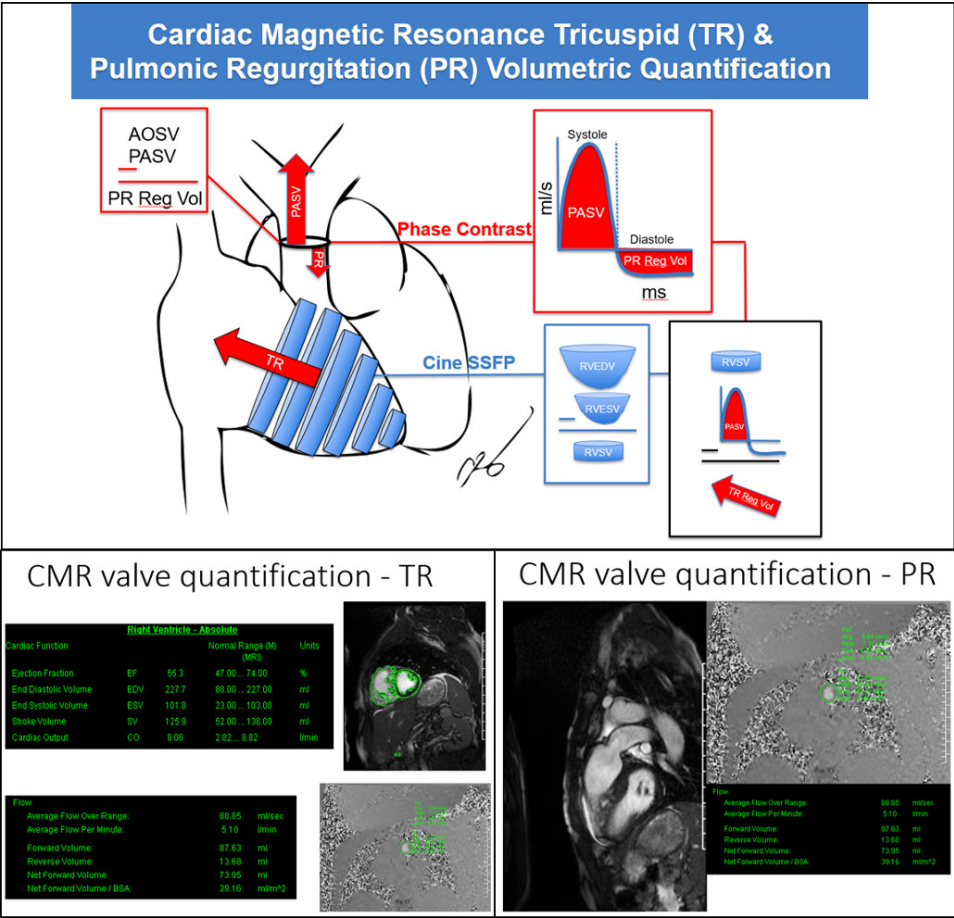 Cardiac Magnetic Resonance Tricuspid (TR) &
Pulmonic Regurgitation (PR) Volumetric Quantification
AOSV
PASV
PR Reg Vol
PASV
PR
TR
Phase Contrast
Cine SSFP
Systole
ml/s
PASV
Diastole
PR Reg Vol
ms
RVEDV
RVESV
RVSV
RVSV
PASV
TR Reg Vol
CMR valve quantification - TR
Right Ventricle - Absolute
Cardiac Function Normal Range (M) Units
(MRI)
Ejection Fraction EF 55.3 47.00 .. 74.00 %
End Diastolic Volume EDV 227.7 88.00 .. 227.00 ml
End Systolic Volume ESV 101.8 23.00 .. 103.00 ml
Stroke Volume SV 125.9 52.00 .. 138.00 ml
Cardiac Output CO 8.06 2.82 .. 8.82 l/min
Flow
Average Flow Over Range: 88.85 ml/sec
Average Flow Per Minute: 5.10 l/min
Forward Volume: 87.63 ml
Reverse Volume: 13.68 ml
Net Forward Volume: 73.95 ml
Net Forward Volume / BSA: 39.16 ml/m^2
CMR valve quantification - PR
Flow
Average Flow Over Range: 88.85 ml/sec
Average Flow Per Minute: 5.10 l/min
Forward Volume: 87.63 ml
Reverse Volume: 13.68 ml
Net Forward Volume: 73.95 ml
Net Forward Volume / BSA: 39.16 ml/m^2